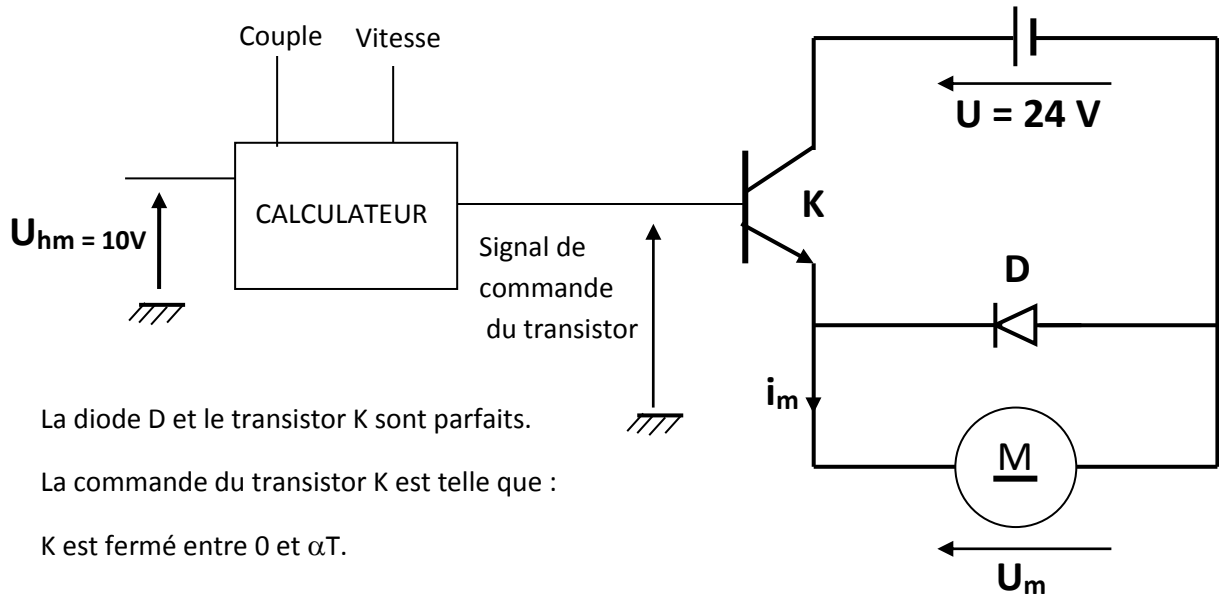 Couple Vitesse
U = 24 V
CALCULATEUR
K
Uhm = 10V
Signal de
commande
du transistor
D
im
La diode D et le transistor K sont parfaits.
M
La commande du transistor K est telle que :
K est fermé entre 0 et αT.
Um